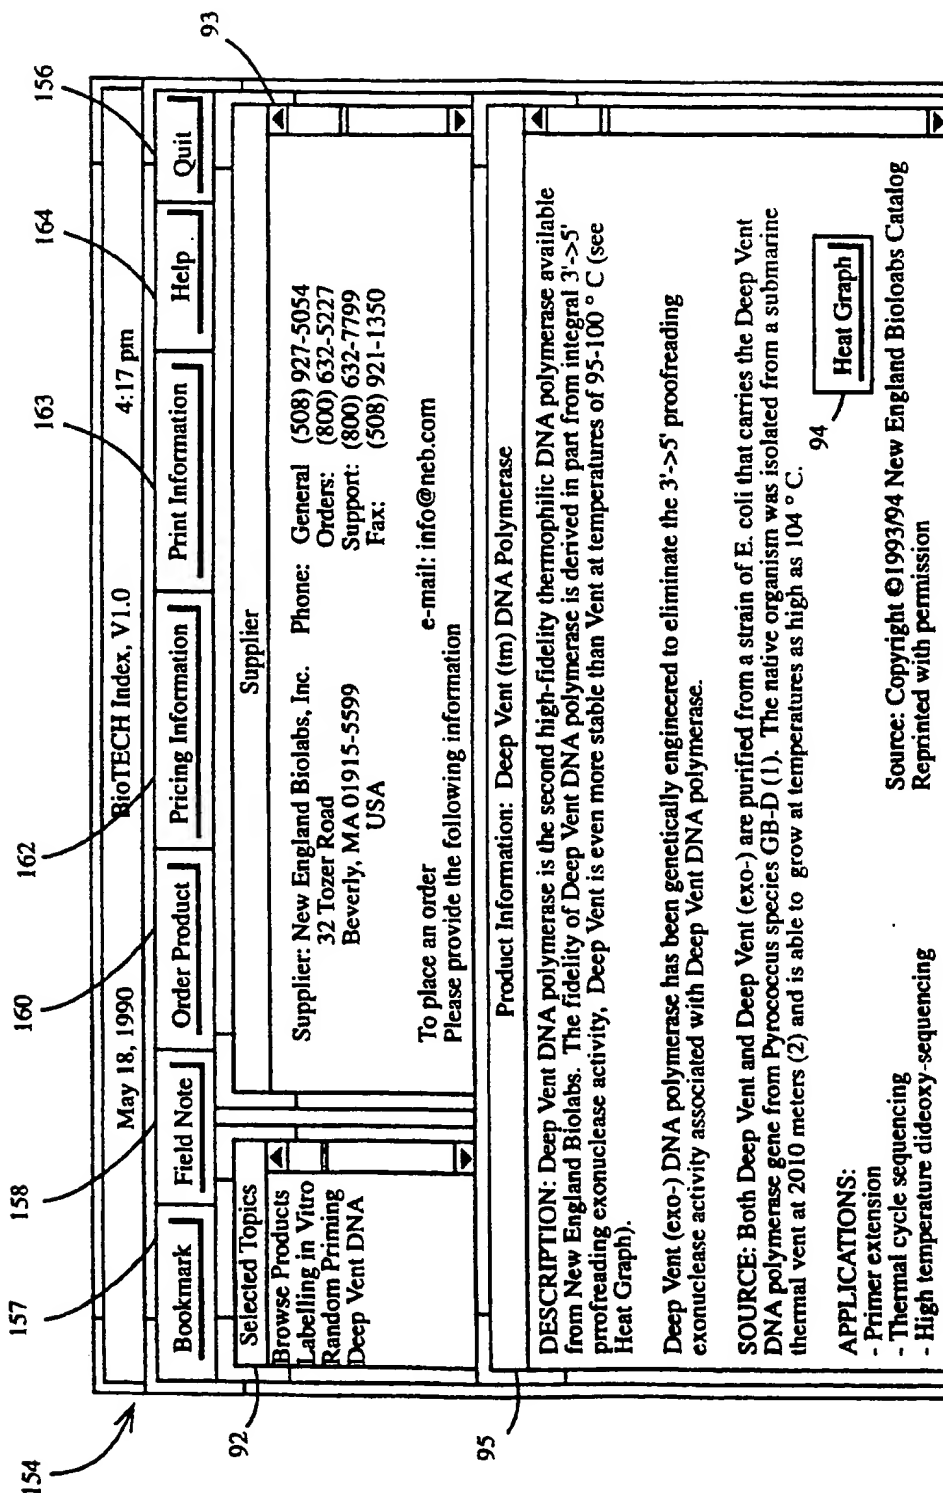 154
157
158
160
162
163
164
156
May 18, 1990 BioTECH Index, V1.0 4:17 pm
Bookmark Field Note Order Product Pricing Information Print Information Help Quit
92
Selected Topics
Browse Products
Labelling in Vitro
Random Priming
Deep Vent DNA
93
Supplier
Supplier: New England Biolabs, Inc. Phone: General (508) 927-5054
32 Tozer Road Orders: (800) 632-5227
Beverly, MA 01915-5599 Support: (800) 632-7799
USA Fax: (508) 921-1350
To place an order e-mail: info@neb.com
Please provide the following information
95
Product Information: Deep Vent (tm) DNA Polymerase
DESCRIPTION: Deep Vent DNA polymerase is the second high-fidelity thermophilic DNA polymerase available
from New England Biolabs. The fidelity of Deep Vent DNA polymerase is derived in part from integral 3'->5'
prrofreading exonuclease activity, Deep Vent is even more stable than Vent at temperatures of 95-100 ° C (see
Heat Graph).
Deep Vent (exo-) DNA polymerase has been genetically engineered to eliminate the 3'->5' proofreading
exonuclease activity associated with Deep Vent DNA polymerase.
SOURCE: Both Deep Vent and Deep Vent (exo-) are purified from a strain of E. coli that carries the Deep Vent
DNA polymerase gene from Pyrococcus species GB-D (1). The native organism was isolated from a submarine
thermal vent at 2010 meters (2) and is able to grow at temperatures as high as 104 ° C.
94
Heat Graph
APPLICATIONS:
- Primer extension
- Thermal cycle sequencing
- High temperature dideoxy-sequencing
Source: Copyright ©1993/94 New England Bioloabs Catalog
Reprinted with permission